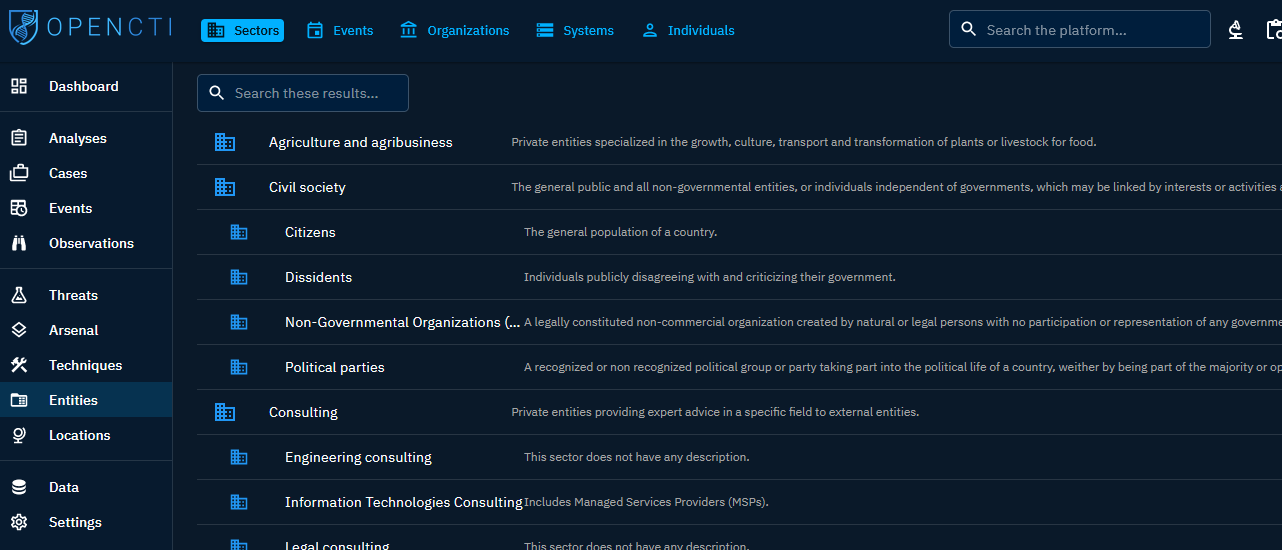 OPENCTI
Sectors
Events
Organizations
Systems
Individuals
Search the platform...
Dashboard
Analyses
Cases
Events
Observations
Threats
Arsenal
Techniques
Entities
Locations
Data
Settings
Search these results...
Agriculture and agribusiness Private entities specialized in the growth, culture, transport and transformation of plants or livestock for food.
Civil society The general public and all non-governmental entities, or individuals independent of governments, which may be linked by interests or activities
Citizens The general population of a country.
Dissidents Individuals publicly disagreeing with and criticizing their government.
Non-Governmental Organizations (... A legally constituted non-commercial organization created by natural or legal persons with no participation or representation of any governme
Political parties A recognized or non recognized political group or party taking part into the political life of a country, weither by being part of the majority or op
Consulting Private entities providing expert advice in a specific field to external entities.
Engineering consulting This sector does not have any description.
Information Technologies Consulting Includes Managed Services Providers (MSPs).
Legal consulting This sector does not have any description.